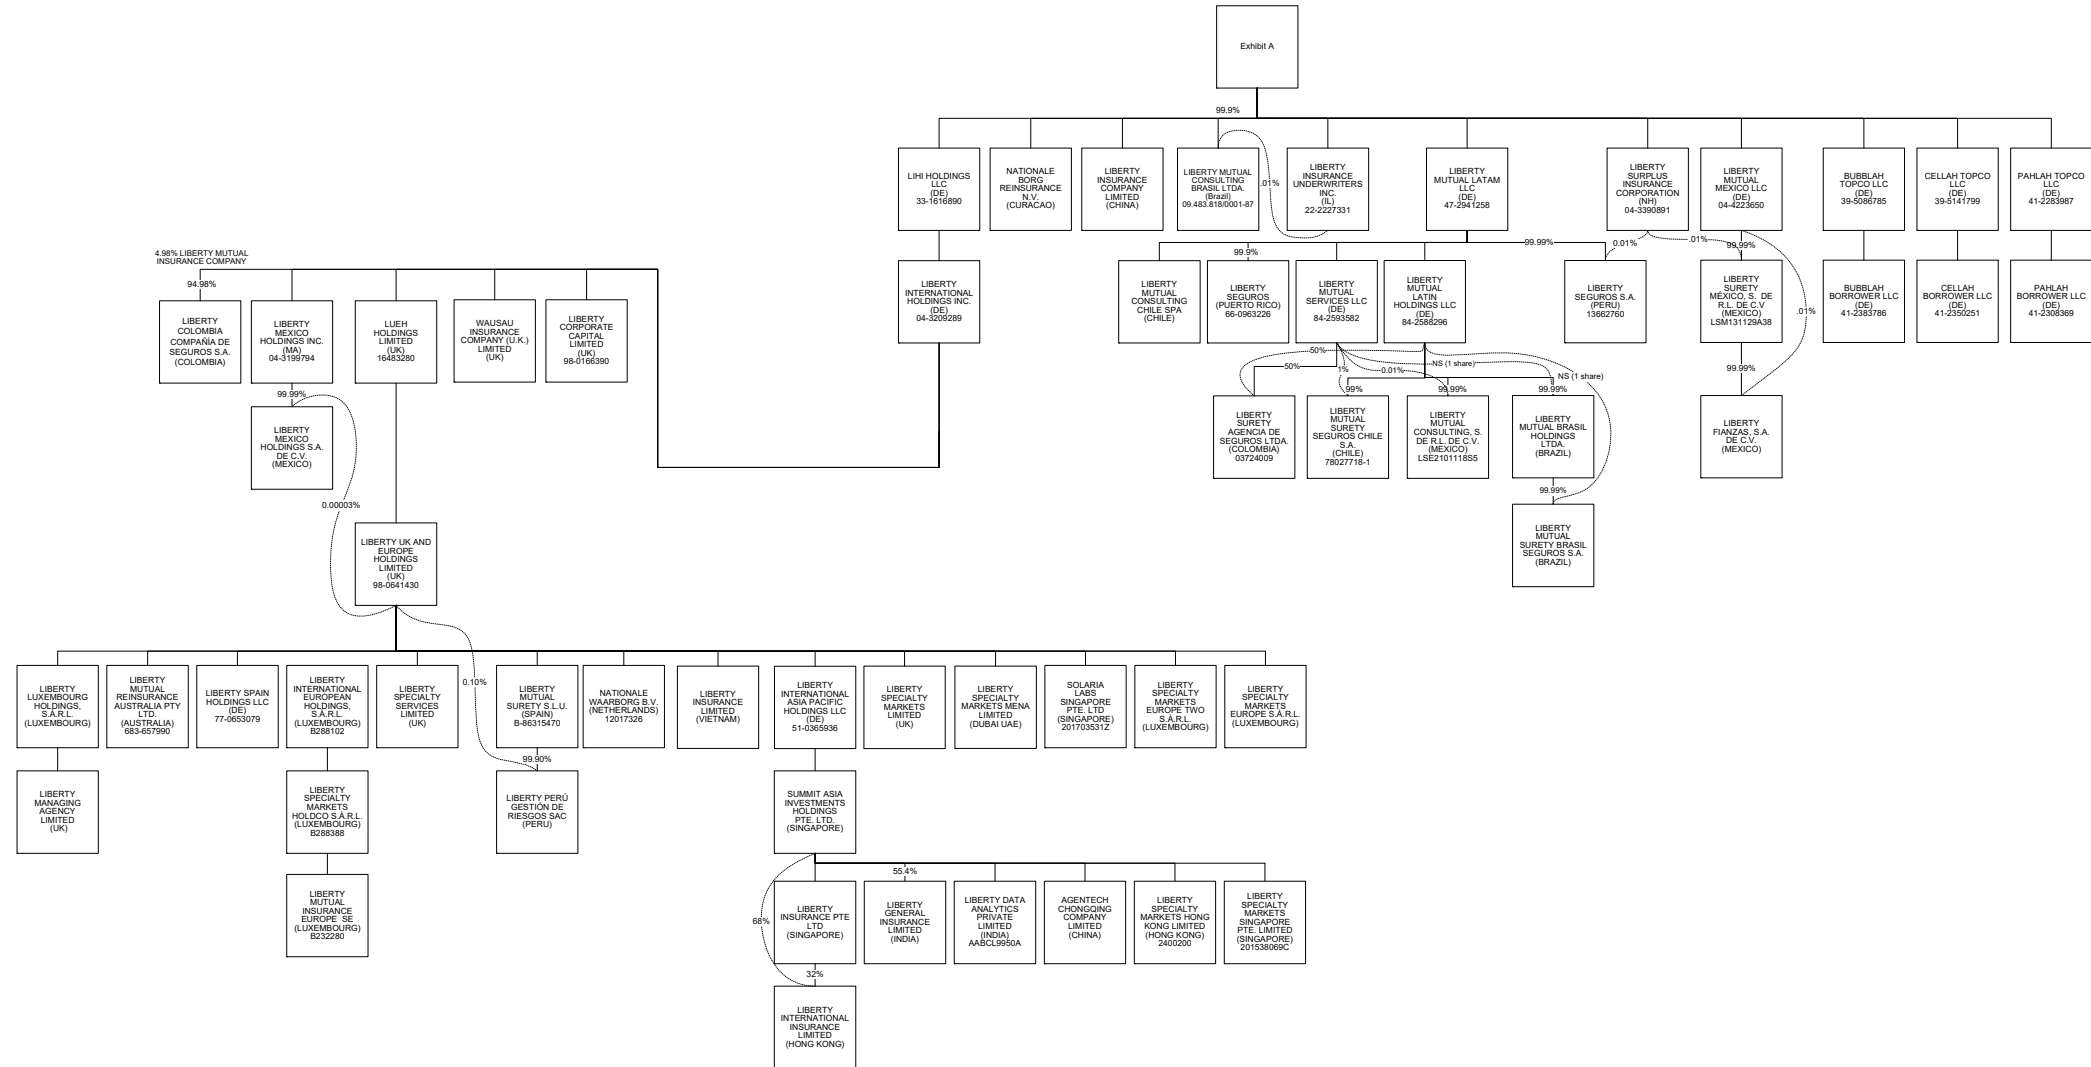 Exhibit A
99.9%
LIHI HOLDINGS
LLC
(DE)
33-1616890
NATIONALE
BORG
REINSURANCE
N.V.
(CURACAO)
LIBERTY
INSURANCE
COMPANY
LIMITED
(CHINA)
LIBERTY MUTUAL
CONSULTING
BRASIL LTDA.
(Brazil)
09.483.818/0001-87
.01%
LIBERTY
INSURANCE
UNDERWRITERS
INC.
(IL)
22-2227331
LIBERTY
MUTUAL LATAM
LLC
(DE)
47-2941258
LIBERTY
SURPLUS
INSURANCE
CORPORATION
(NH)
04-3390891
LIBERTY
MUTUAL
MEXICO LLC
(DE)
04-4223650
BUBBLAH
TOPCO LLC
(DE)
39-5086785
CELLAH TOPCO
LLC
(DE)
39-5141799
PAHLAH TOPCO
LLC
(DE)
41-2283987
4.98% LIBERTY MUTUAL
INSURANCE COMPANY
94.98%
99.9%
99.99%
0.01%
.01%
99.99%
LIBERTY
COLOMBIA
COMPAÑÍA DE
SEGUROS S.A.
(COLOMBIA)
LIBERTY
MEXICO
HOLDINGS INC.
(MA)
04-3199794
LUEH
HOLDINGS
LIMITED
(UK)
16483280
WAUSAU
INSURANCE
COMPANY (U.K.)
LIMITED
(UK)
LIBERTY
CORPORATE
CAPITAL
LIMITED
(UK)
98-0166390
LIBERTY
INTERNATIONAL
HOLDINGS INC.
(DE)
04-3209289
LIBERTY
MUTUAL
CONSULTING
CHILE SPA
(CHILE)
LIBERTY
SEGUROS
(PUERTO RICO)
66-0963226
LIBERTY
MUTUAL
SERVICES LLC
(DE)
84-2593582
LIBERTY
MUTUAL
LATIN
HOLDINGS LLC
(DE)
84-2588296
LIBERTY
SEGUROS S.A.
(PERU)
13662760
LIBERTY
SURETY
MÉXICO, S. DE
R.L. DE C.V
(MEXICO)
LSM131129A38
.01%
BUBBLAH
BORROWER LLC
(DE)
41-2383786
CELLAH
BORROWER LLC
(DE)
41-2350251
PAHLAH
BORROWER LLC
(DE)
41-2308369
50%
50%
1%
0.01%
NS (1 share)
NS (1 share)
99.99%
99%
99.99%
99.99%
99.99%
LIBERTY
MEXICO
HOLDINGS S.A.
DE C.V.
(MEXICO)
LIBERTY
SURETY
AGENCIA DE
SEGUROS LTDA.
(COLOMBIA)
03724009
LIBERTY
MUTUAL
SURETY
SEGUROS CHILE
S.A.
(CHILE)
78027718-1
LIBERTY
MUTUAL
CONSULTING, S.
DE R.L. DE C.V.
(MEXICO)
LSE2101118S5
LIBERTY
MUTUAL BRASIL
HOLDINGS
LTDA.
(BRAZIL)
LIBERTY
FIANZAS, S.A.
DE C.V.
(MEXICO)
0.00003%
99.99%
LIBERTY
MUTUAL
SURETY BRASIL
SEGUROS S.A.
(BRAZIL)
LIBERTY UK AND
EUROPE
HOLDINGS
LIMITED
(UK)
98-0641430
LIBERTY
LUXEMBOURG
HOLDINGS,
S.À.R.L.
(LUXEMBOURG)
LIBERTY
MUTUAL
REINSURANCE
AUSTRALIA PTY
LTD.
(AUSTRALIA)
683-657990
LIBERTY SPAIN
HOLDINGS LLC
(DE)
77-0653079
LIBERTY
INTERNATIONAL
EUROPEAN
HOLDINGS,
S.À.R.L.
(LUXEMBOURG)
B288102
LIBERTY
SPECIALTY
SERVICES
LIMITED
(UK)
0.10%
LIBERTY
MUTUAL
SURETY S.L.U.
(SPAIN)
B-86315470
NATIONALE
WAARBORG B.V.
(NETHERLANDS)
12017326
LIBERTY
INSURANCE
LIMITED
(VIETNAM)
LIBERTY
INTERNATIONAL
ASIA PACIFIC
HOLDINGS LLC
(DE)
51-0365936
LIBERTY
SPECIALTY
MARKETS
LIMITED
(UK)
LIBERTY
SPECIALTY
MARKETS MENA
LIMITED
(DUBAI UAE)
SOLARIA
LABS
SINGAPORE
PTE. LTD
(SINGAPORE)
201703531Z
LIBERTY
SPECIALTY
MARKETS
EUROPE TWO
S.À.R.L.
(LUXEMBOURG)
LIBERTY
SPECIALTY
MARKETS
EUROPE S.À.R.L.
(LUXEMBOURG)
99.90%
LIBERTY
MANAGING
AGENCY
LIMITED
(UK)
LIBERTY
SPECIALTY
MARKETS
HOLDCO S.À.R.L.
(LUXEMBOURG)
B288388
LIBERTY PERÚ
GESTIÓN DE
RIESGOS SAC
(PERU)
SUMMIT ASIA
INVESTMENTS
HOLDINGS
PTE. LTD.
(SINGAPORE)
55.4%
LIBERTY
MUTUAL
INSURANCE
EUROPE SE
(LUXEMBOURG)
B232280
68%
LIBERTY
INSURANCE PTE
LTD
(SINGAPORE)
LIBERTY
GENERAL
INSURANCE
LIMITED
(INDIA)
LIBERTY DATA
ANALYTICS
PRIVATE
LIMITED
(INDIA)
AABCL9950A
AGENTECH
CHONGQING
COMPANY
LIMITED
(CHINA)
LIBERTY
SPECIALTY
MARKETS HONG
KONG LIMITED
(HONG KONG)
2400200
LIBERTY
SPECIALTY
MARKETS
SINGAPORE
PTE. LIMITED
(SINGAPORE)
201538069C
32%
LIBERTY
INTERNATIONAL
INSURANCE
LIMITED
(HONG KONG)